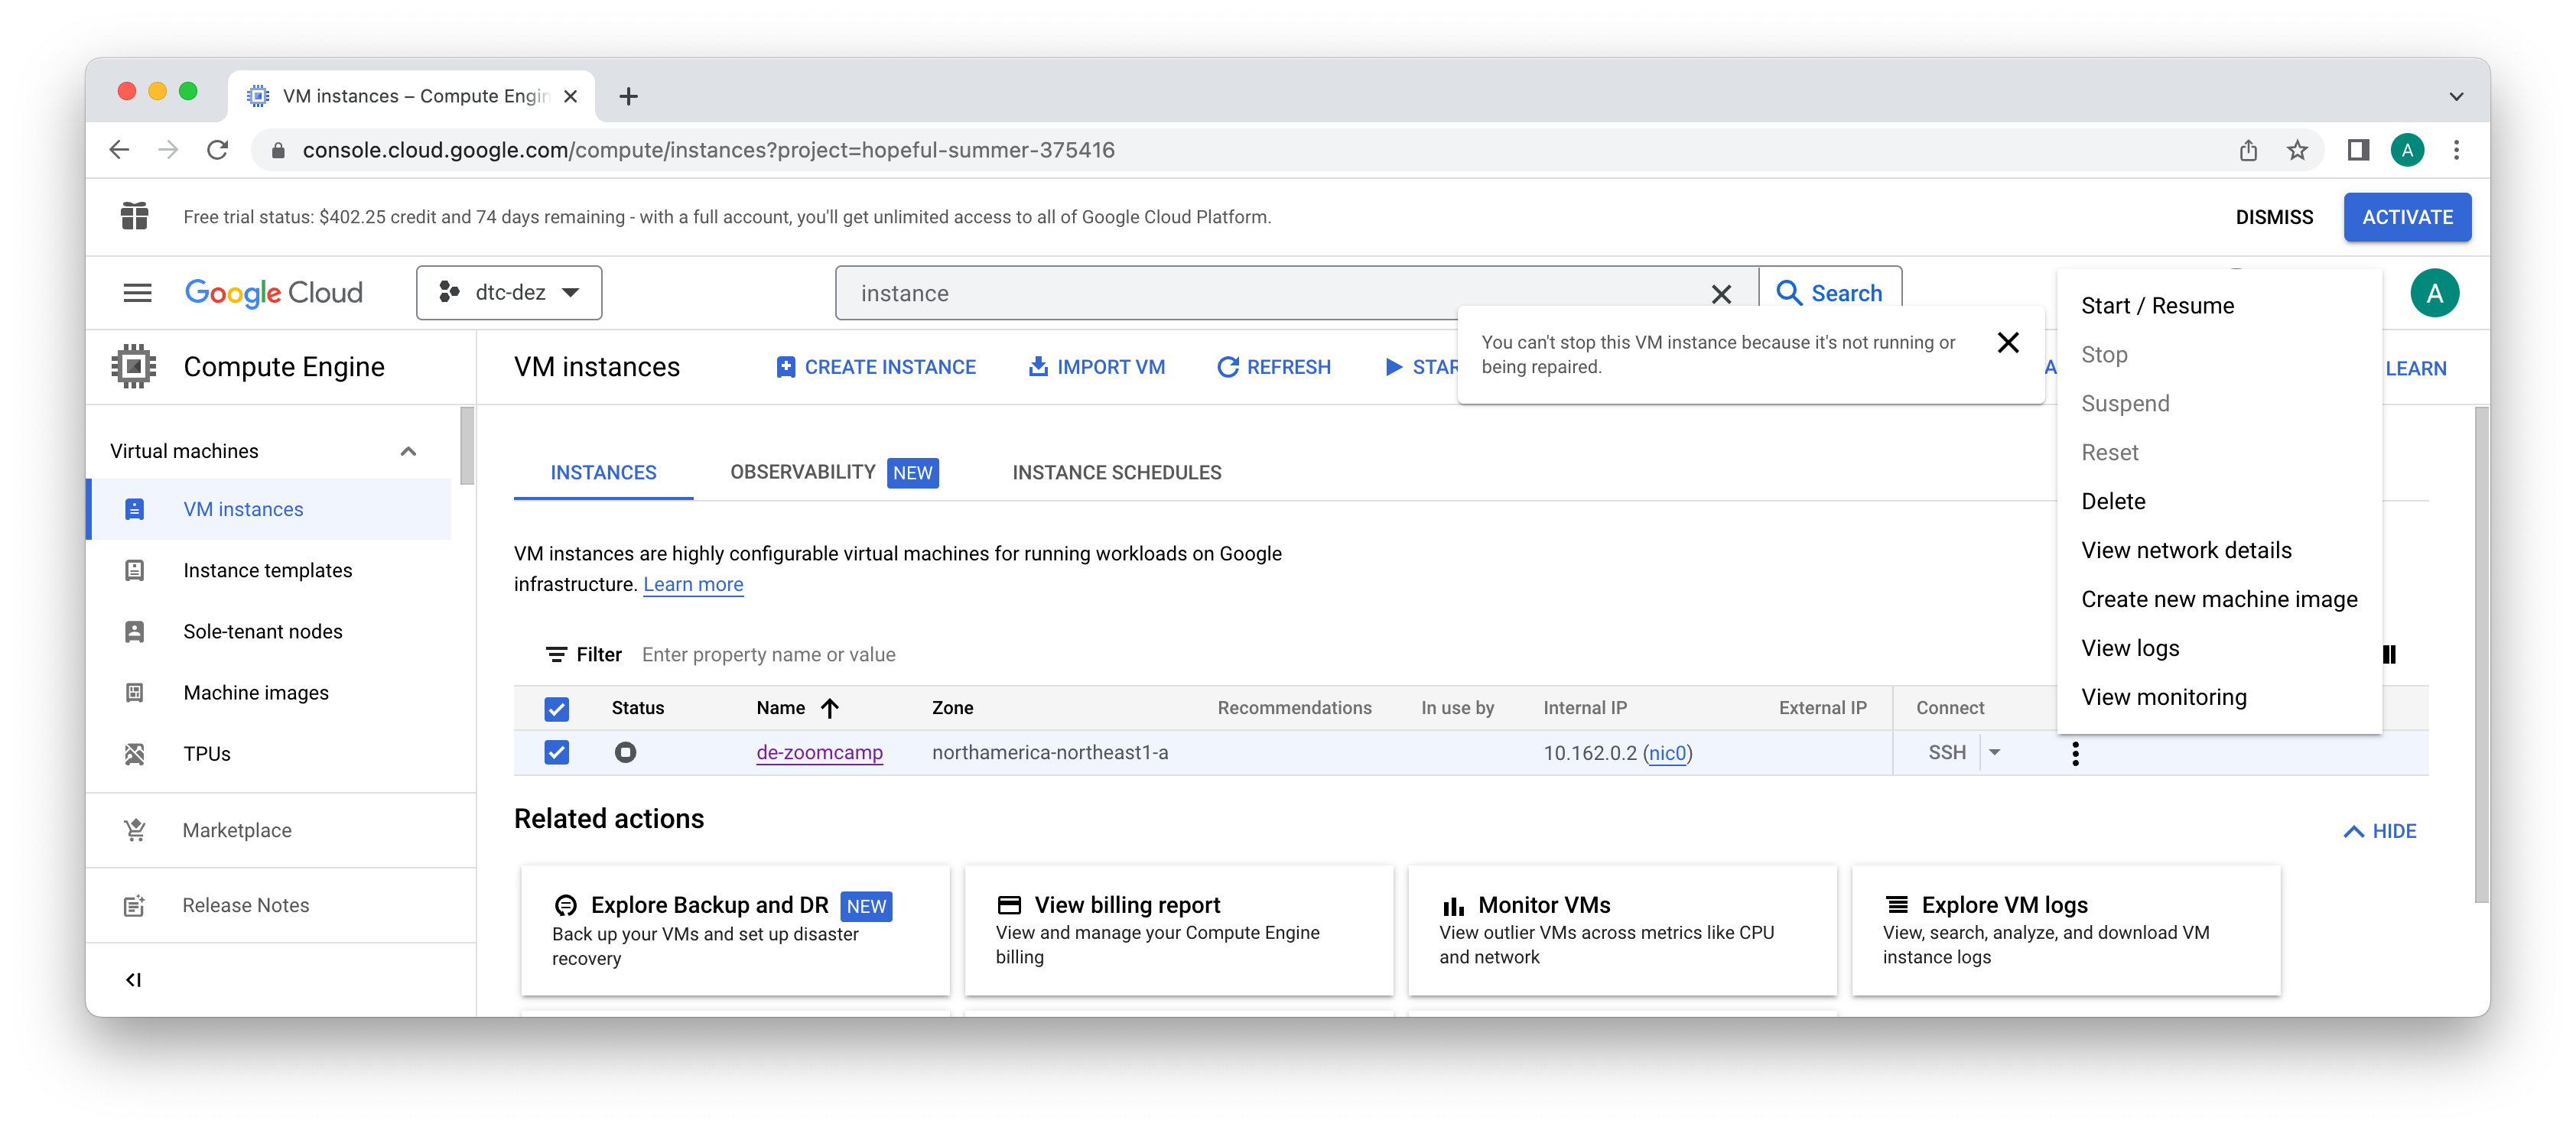 VM instances – Compute Engin
console.cloud.google.com/compute/instances?project=hopeful-summer-375416
A
Free trial status: $402.25 credit and 74 days remaining - with a full account, you'll get unlimited access to all of Google Cloud Platform.
DISMISS
ACTIVATE
Google Cloud
dtc-dez
instance
Search
A
Compute Engine
VM instances
CREATE INSTANCE
IMPORT VM
REFRESH
STAR
You can't stop this VM instance because it's not running or
being repaired.
A
LEARN
Start / Resume
Stop
Suspend
Reset
Delete
View network details
Create new machine image
View logs
View monitoring
Virtual machines
VM instances
Instance templates
Sole-tenant nodes
Machine images
TPUs
Marketplace
Release Notes
INSTANCES
OBSERVABILITY NEW
INSTANCE SCHEDULES
VM instances are highly configurable virtual machines for running workloads on Google
infrastructure. Learn more
Filter Enter property name or value
Status Name Zone Recommendations In use by Internal IP External IP Connect
de-zoomcamp northamerica-northeast1-a 10.162.0.2 (nic0) SSH
Related actions
HIDE
Explore Backup and DR NEW
Back up your VMs and set up disaster
recovery
View billing report
View and manage your Compute Engine
billing
Monitor VMs
View outlier VMs across metrics like CPU
and network
Explore VM logs
View, search, analyze, and download VM
instance logs